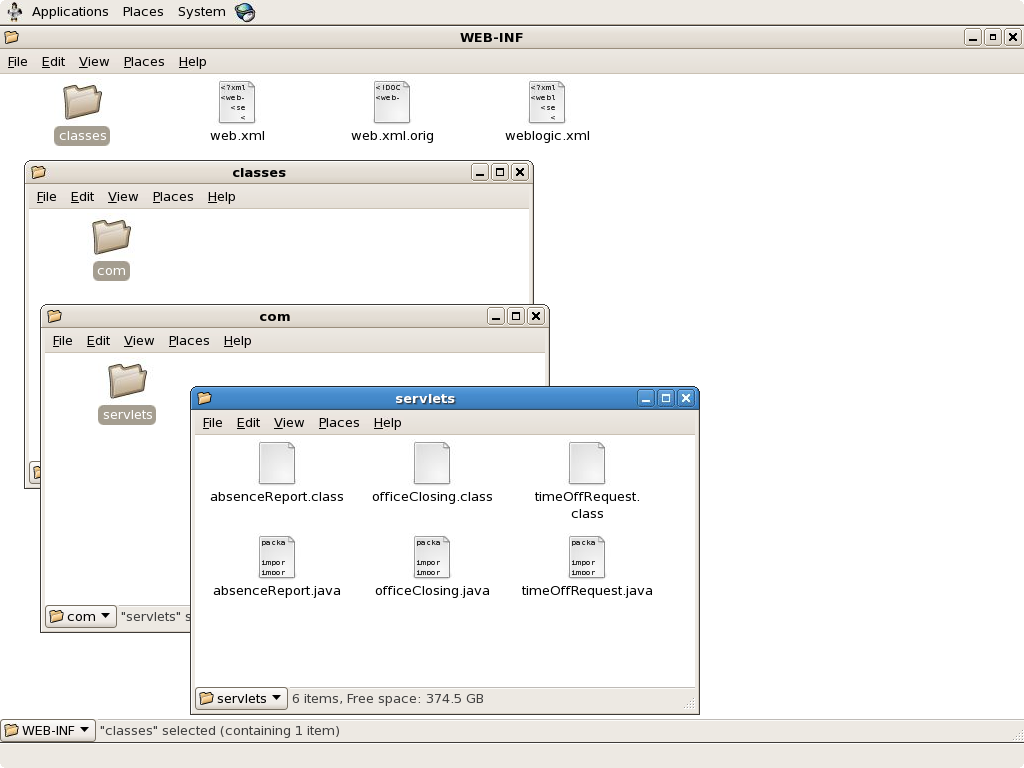 Applications Places System
WEB-INF
File Edit View Places Help
<?xml
<web-
<se
<
<!DOC
<web-
<?xml
<webl
<se
<
classes web.xml web.xml.orig weblogic.xml
classes
File Edit View Places Help
com
com
File Edit View Places Help
servlets
servlets
File Edit View Places Help
absenceReport.class officeClosing.class timeOffRequest.
class
packa packa packa
impor impor impor
impor impor impor
absenceReport.java officeClosing.java timeOffRequest.java
com "servlets" s
servlets 6 items, Free space: 374.5 GB
WEB-INF "classes" selected (containing 1 item)